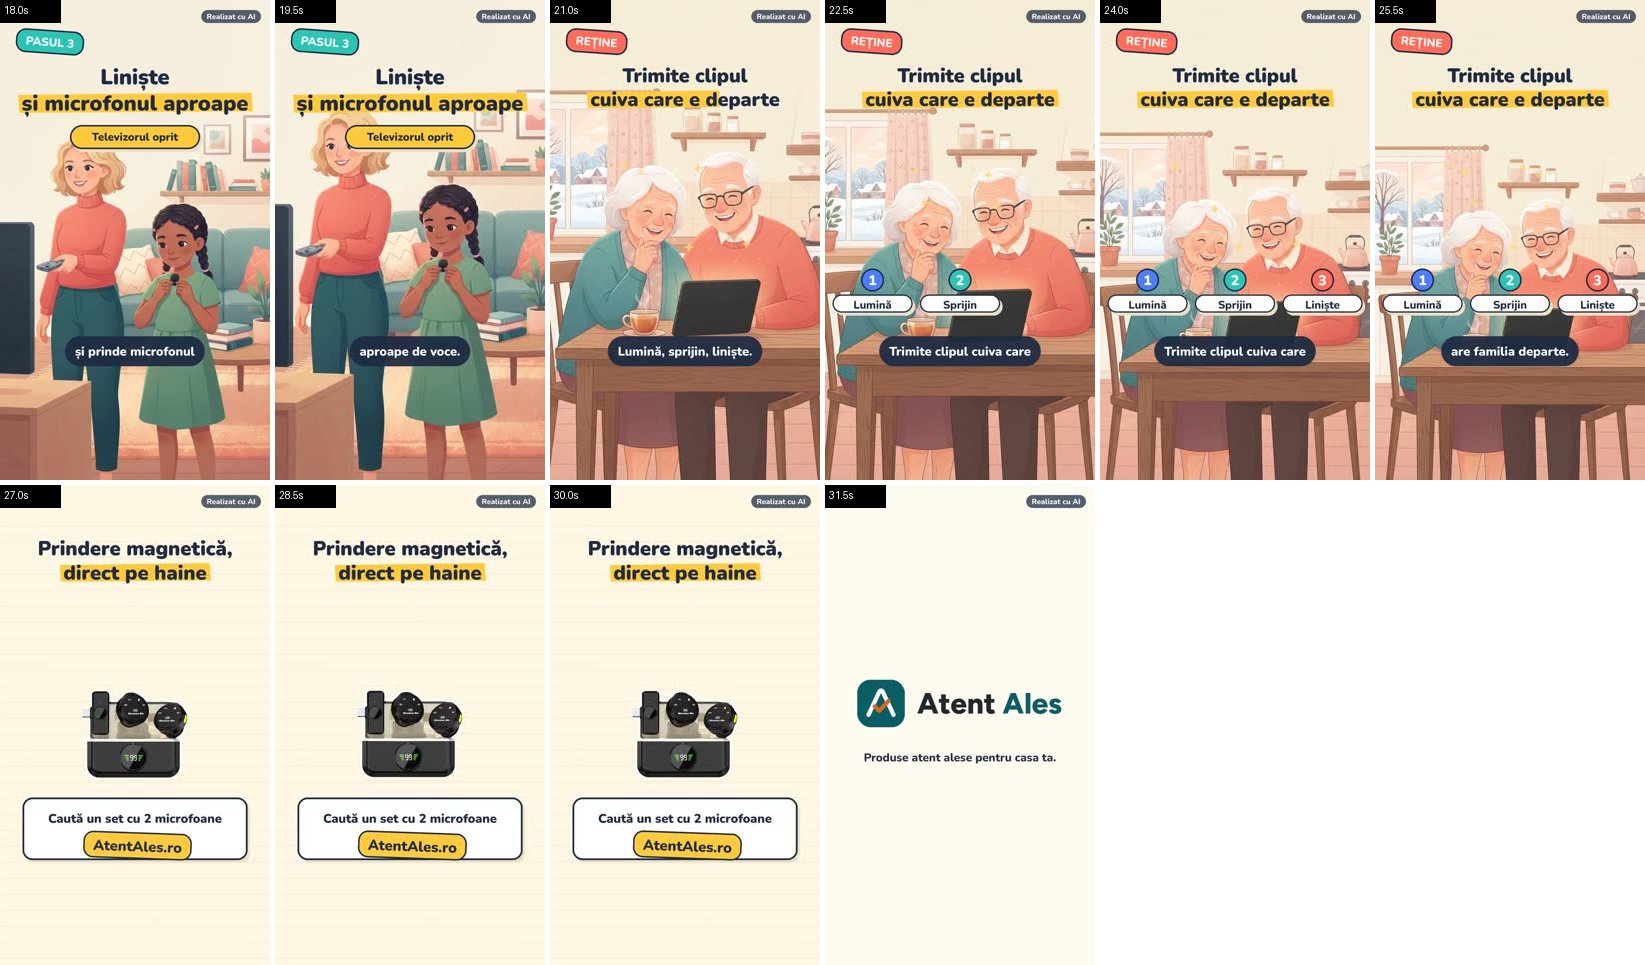 18.0s
Realizat cu AI
PASUL 3
Liniște
și microfonul aproape
Televizorul oprit
și prinde microfonul
19.5s
Realizat cu AI
PASUL 3
Liniște
și microfonul aproape
Televizorul oprit
aproape de voce.
21.0s
Realizat cu AI
REȚINE
Trimite clipul
cuiva care e departe
Lumină, sprijin, liniște.
22.5s
Realizat cu AI
REȚINE
Trimite clipul
cuiva care e departe
1 2
Lumină Sprijin
Trimite clipul cuiva care
24.0s
Realizat cu AI
REȚINE
Trimite clipul
cuiva care e departe
1 2 3
Lumină Sprijin Liniște
Trimite clipul cuiva care
25.5s
Realizat cu AI
REȚINE
Trimite clipul
cuiva care e departe
1 2 3
Lumină Sprijin Liniște
are familia departe.
27.0s
Realizat cu AI
Prindere magnetică,
direct pe haine
99
Caută un set cu 2 microfoane
AtentAles.ro
28.5s
Realizat cu AI
Prindere magnetică,
direct pe haine
99
Caută un set cu 2 microfoane
AtentAles.ro
30.0s
Realizat cu AI
Prindere magnetică,
direct pe haine
99
Caută un set cu 2 microfoane
AtentAles.ro
31.5s
Realizat cu AI
Atent Ales
Produse atent alese pentru casa ta.